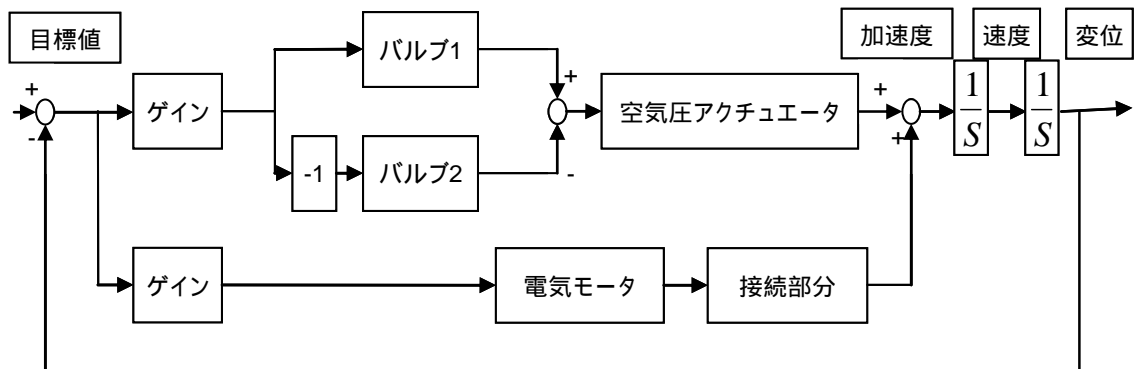 目標値
加速度
速度
変位
+
-
ゲイン
バルブ1
-1
バルブ2
+
-
空気圧アクチュエータ
+
+
1
S
1
S
ゲイン
電気モータ
接続部分